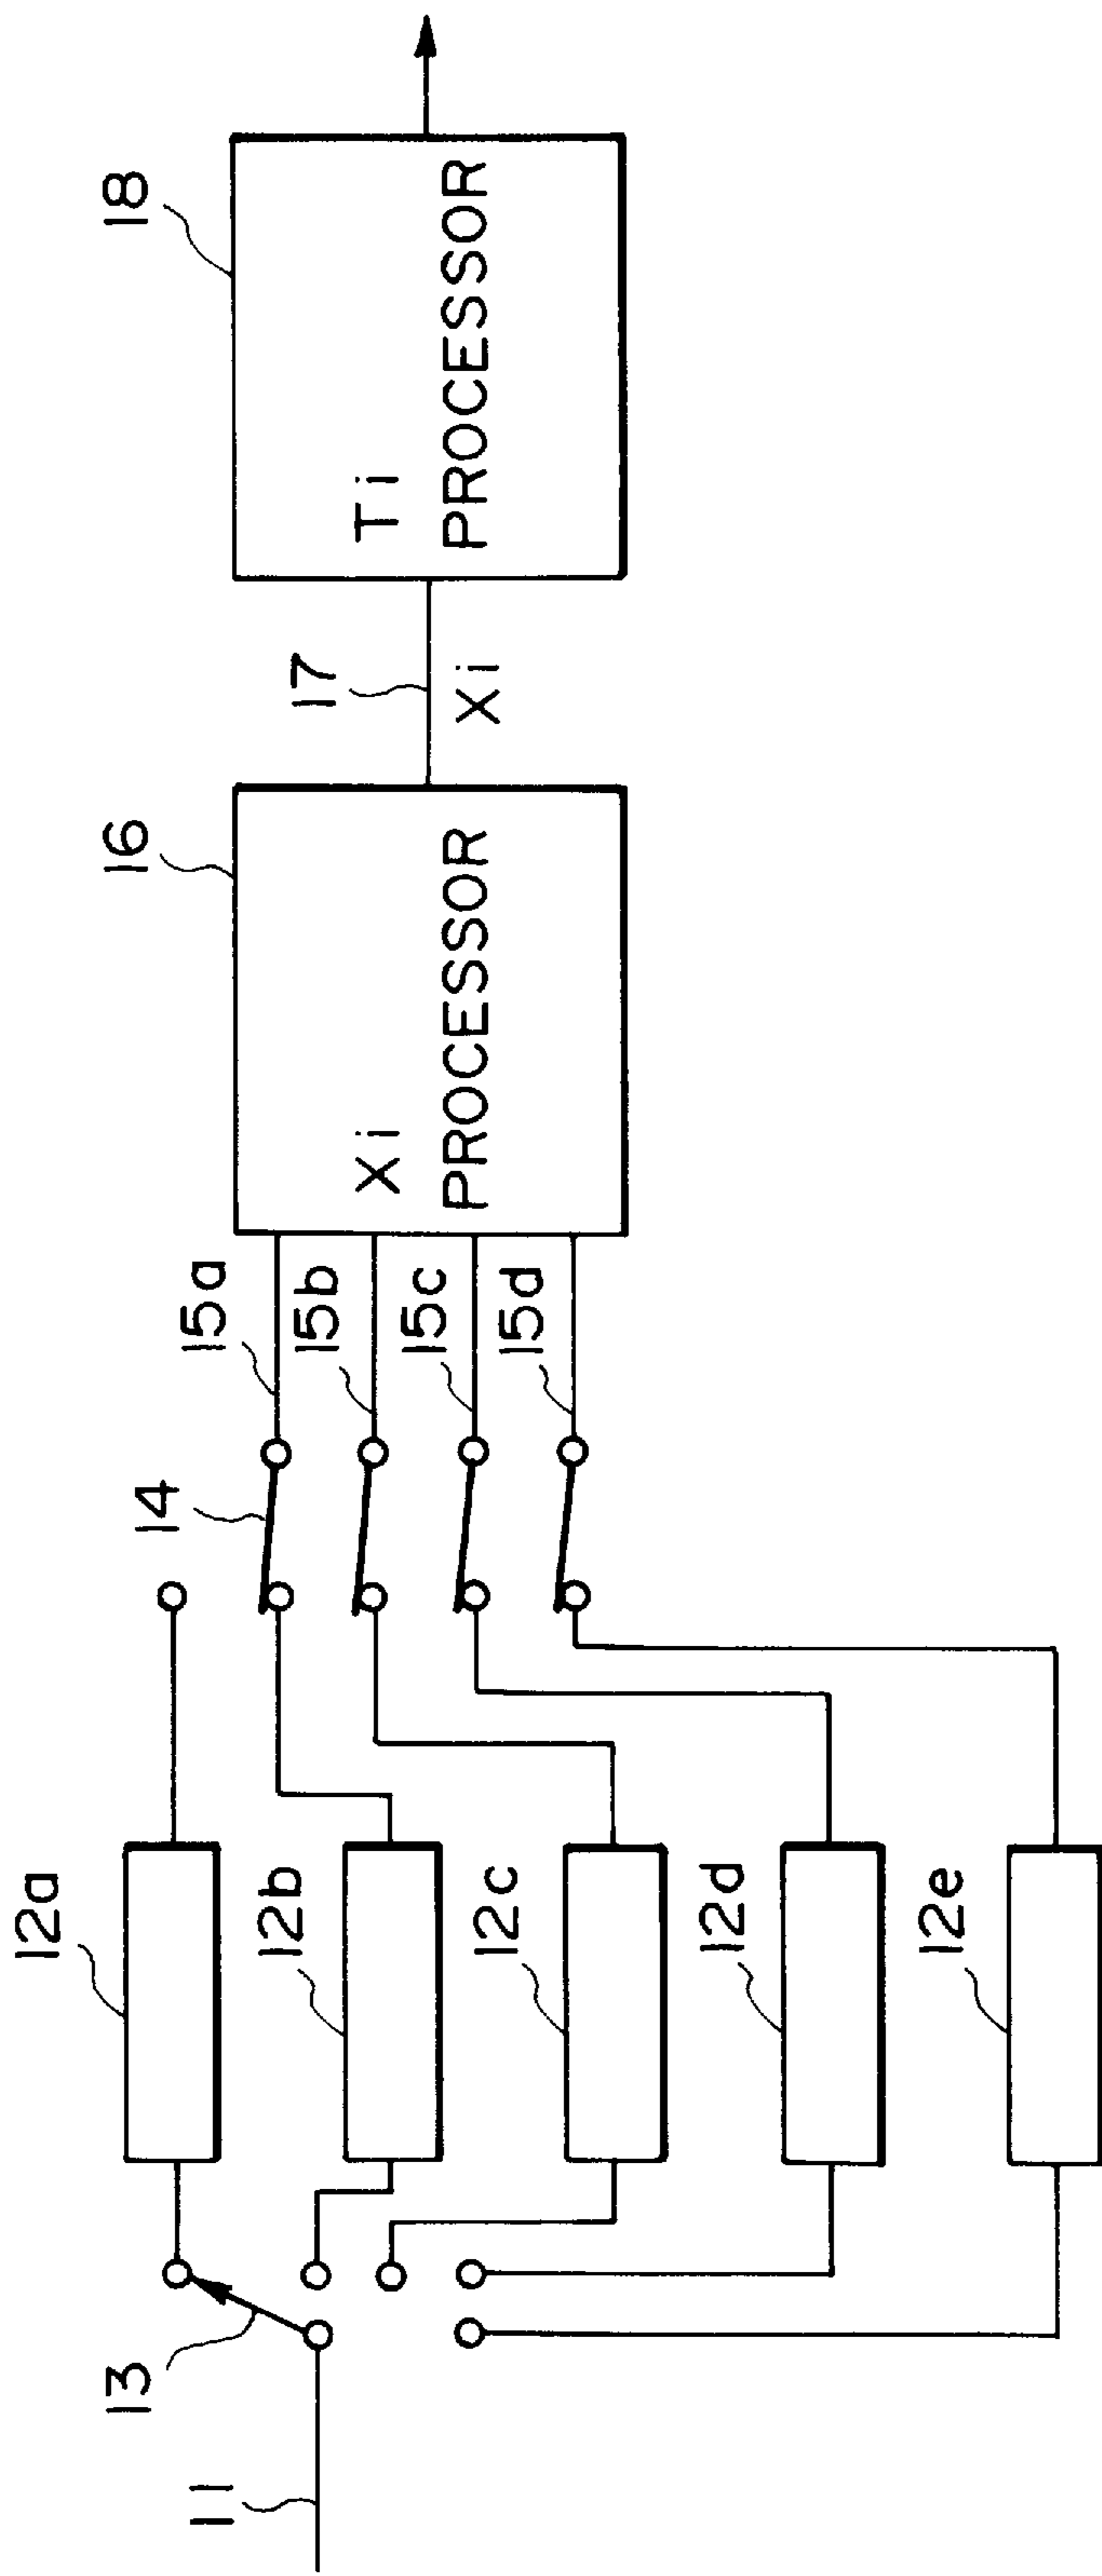 11
13
12a
12b
12c
12d
12e
14
15a
15b
15c
15d
16
Xi
PROCESSOR
17
Xi
18
Ti
PROCESSOR